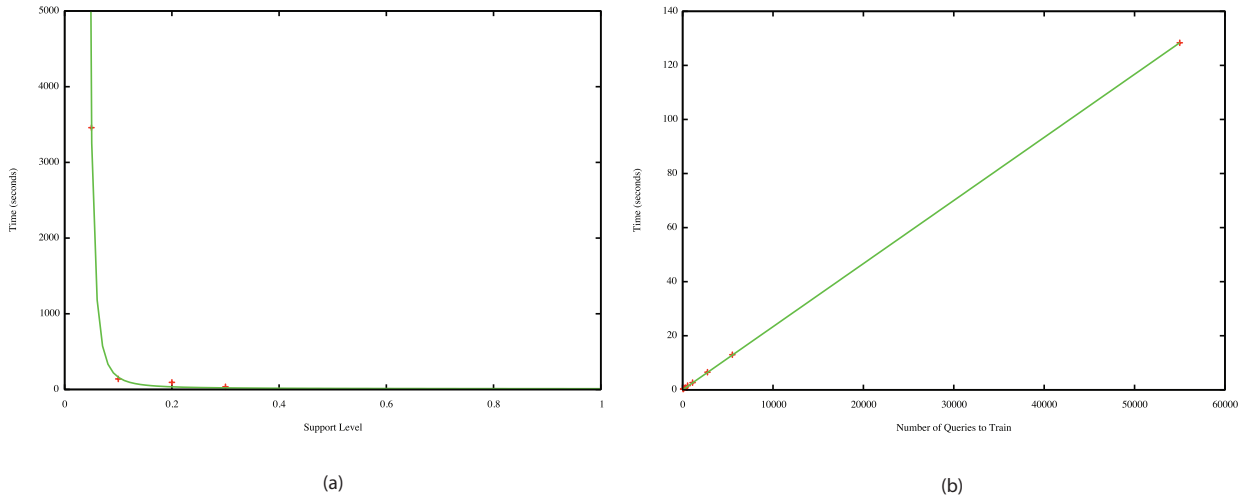 5000
4000
3000
2000
1000
0
Time (seconds)
0 0.2 0.4 0.6 0.8 1
Support Level
(a)
140
120
100
80
60
40
20
0
Time (seconds)
0 10000 20000 30000 40000 50000 60000
Number of Queries to Train
(b)